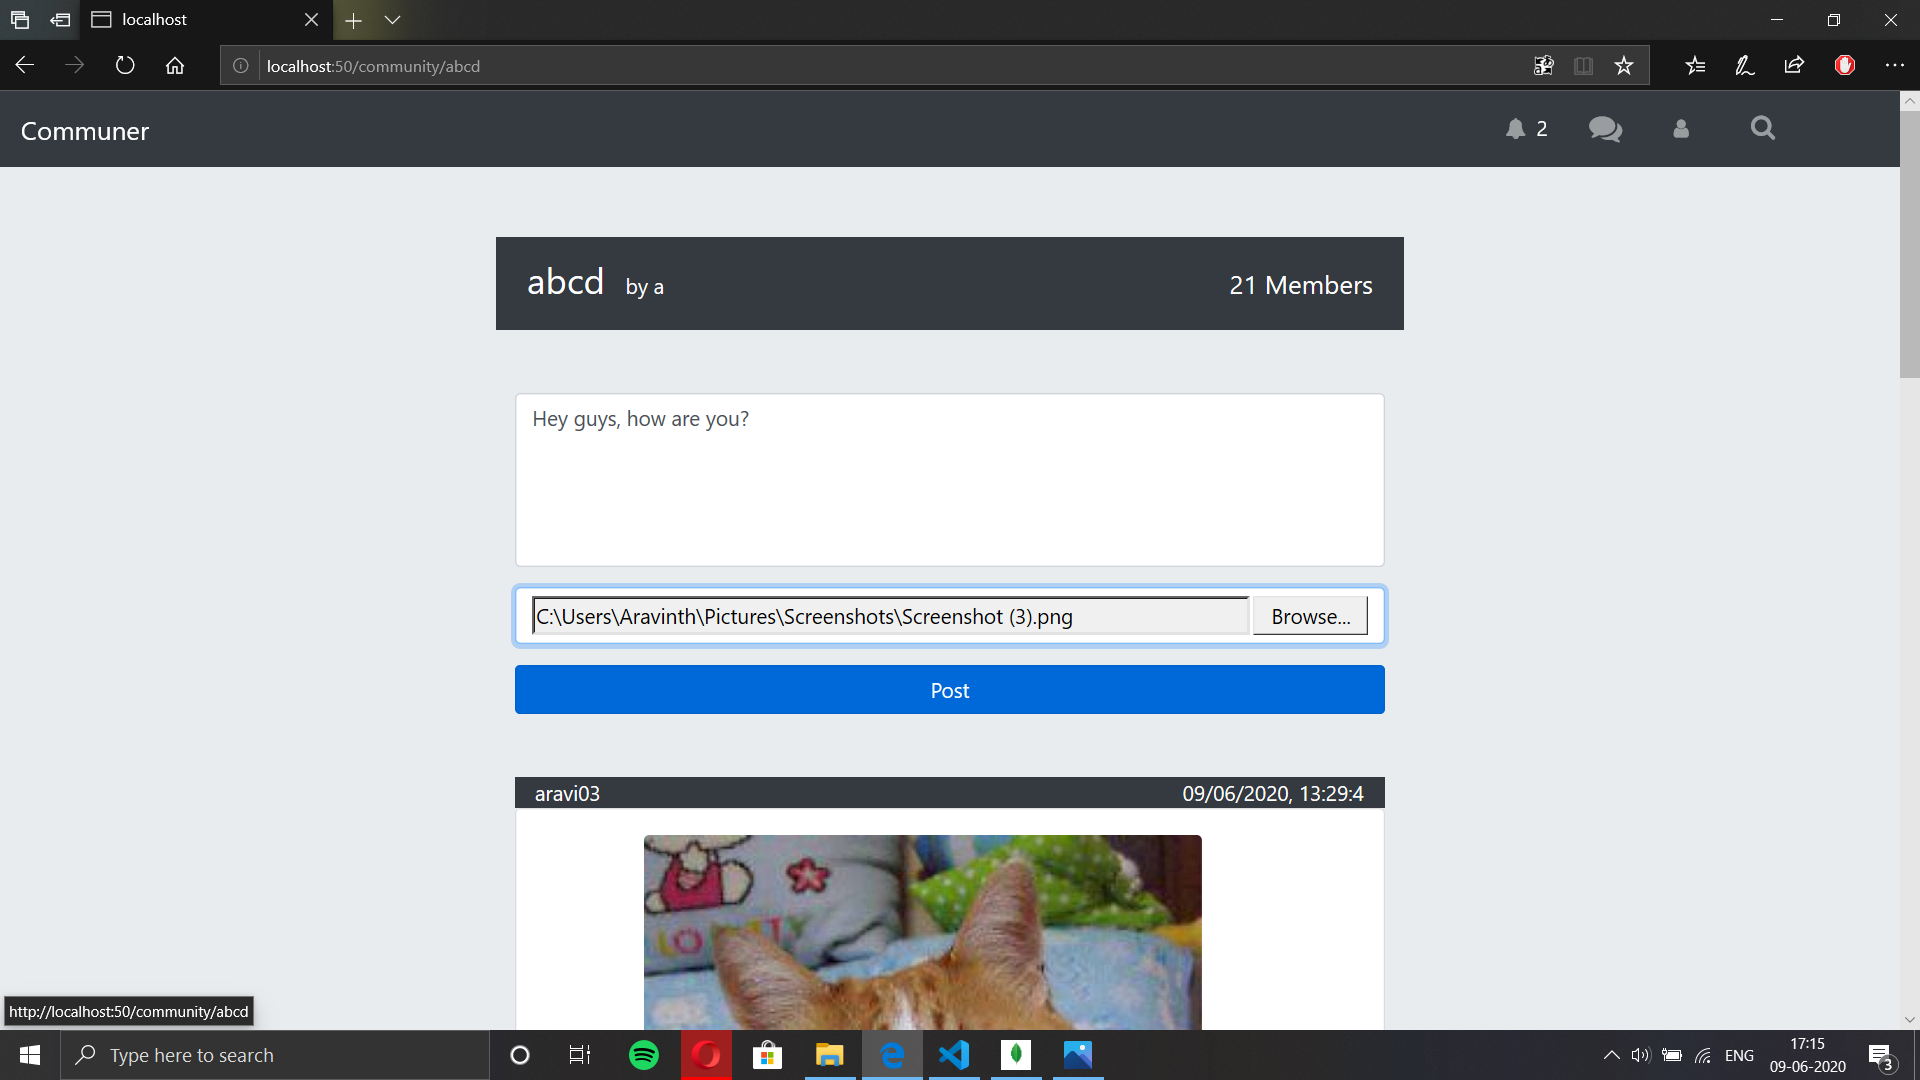 localhost
localhost:50/community/abcd
Communer
2
abcd by a
21 Members
Hey guys, how are you?
C:\Users\Aravinth\Pictures\Screenshots\Screenshot (3).png
Browse...
Post
aravi03
09/06/2020, 13:29:4
http://localhost:50/community/abcd
Type here to search
ENG
17:15
09-06-2020
3